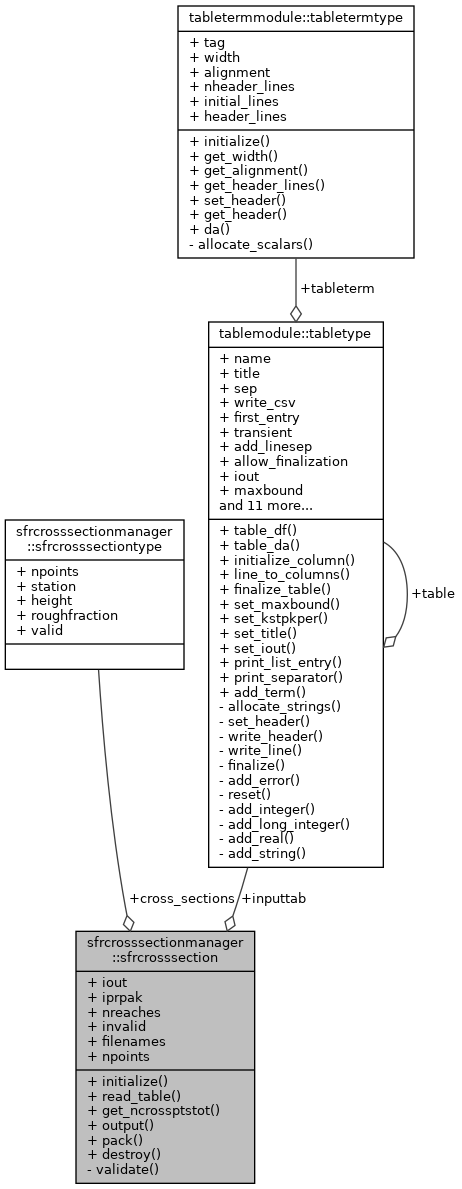 tabletermmodule::tabletermtype
+ tag
+ width
+ alignment
+ nheader_lines
+ initial_lines
+ header_lines
+ initialize()
+ get_width()
+ get_alignment()
+ get_header_lines()
+ set_header()
+ get_header()
+ da()
- allocate_scalars()
+tableterm
tablemodule::tabletype
+ name
+ title
+ sep
+ write_csv
+ first_entry
+ transient
+ add_linesep
+ allow_finalization
+ iout
+ maxbound
and 11 more...
+ table_df()
+ table_da()
+ initialize_column()
+ line_to_columns()
+ finalize_table()
+ set_maxbound()
+ set_kstpkper()
+ set_title()
+ set_iout()
+ print_list_entry()
+ print_separator()
+ add_term()
- allocate_strings()
- set_header()
- write_header()
- write_line()
- finalize()
- add_error()
- reset()
- add_integer()
- add_long_integer()
- add_real()
- add_string()
+table
sfrcrosssectionmanager
::sfrcrosssectiontype
+ npoints
+ station
+ height
+ roughfraction
+ valid
+cross_sections
+inputtab
sfrcrosssectionmanager
::sfrcrosssection
+ iout
+ iprpak
+ nreaches
+ invalid
+ filenames
+ npoints
+ initialize()
+ read_table()
+ get_ncrossptstot()
+ output()
+ pack()
+ destroy()
- validate()